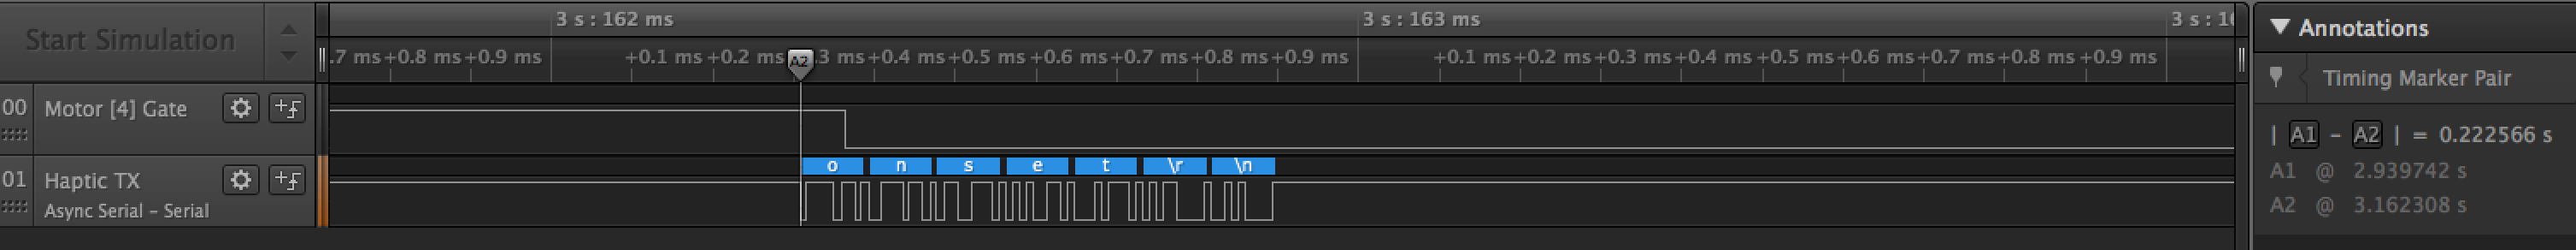 Start Simulation
3 s : 162 ms
3 s : 163 ms
.7 ms +0.8 ms +0.9 ms
+0.1 ms +0.2 ms
A2
.3 ms +0.4 ms +0.5 ms +0.6 ms +0.7 ms +0.8 ms +0.9 ms
+0.1 ms +0.2 ms +0.3 ms +0.4 ms +0.5 ms +0.6 ms +0.7 ms +0.8 ms +0.9 ms
00 Motor [4] Gate
01 Haptic TX
Async Serial - Serial
o n s e t \r \n
Annotations
Timing Marker Pair
| A1 - A2 | = 0.222566 s
A1 @ 2.939742 s
A2 @ 3.162308 s